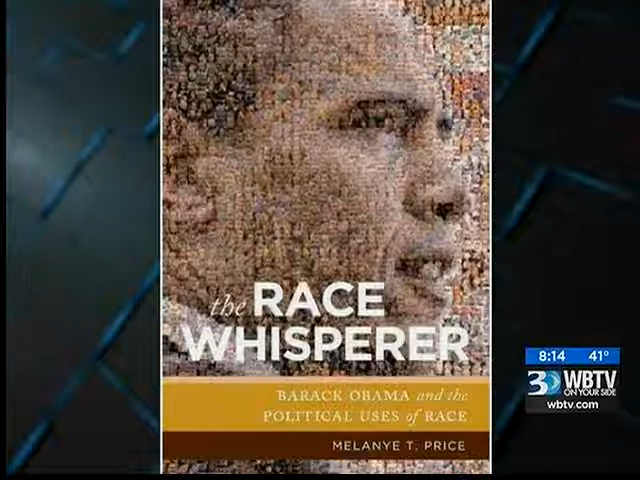 the RACE
WHISPERER
BARACK OBAMA and the
POLITICAL USES of RACE
MELANYE T. PRICE
8:14 41°
3 WBTV
ON YOUR SIDE
wbtv.com